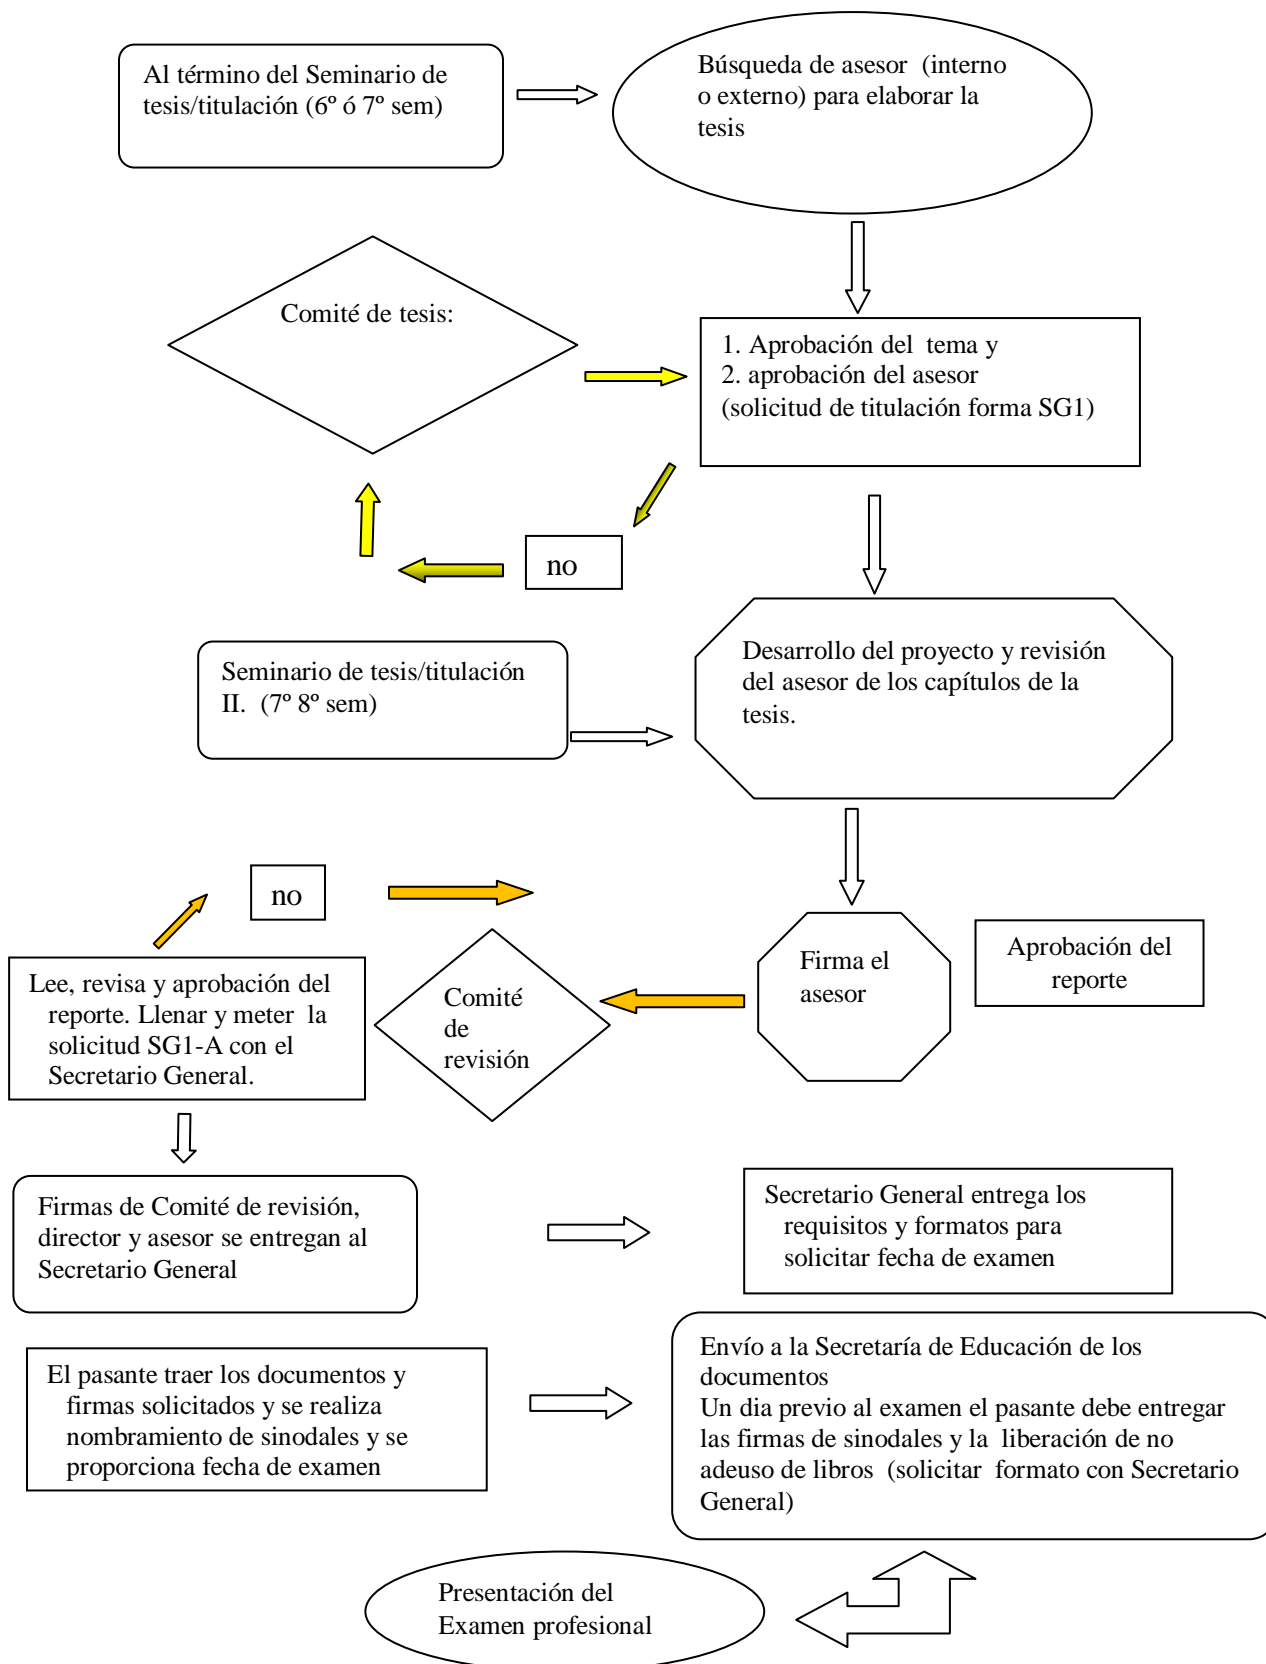 Al término del Seminario de
tesis/titulación (6º ó 7º sem)
Búsqueda de asesor  (interno
o externo) para elaborar la
tesis
Comité de tesis:
1. Aprobación del  tema y
2. aprobación del asesor
(solicitud de titulación forma SG1)
no
Seminario de tesis/titulación
II.  (7º 8º sem)
Desarrollo del proyecto y revisión
del asesor de los capítulos de la
tesis.
no
Firma el
asesor
Aprobación del
reporte
Lee, revisa y aprobación del
reporte. Llenar y meter  la
solicitud SG1-A con el
Secretario General.
Comité
de
revisión
Firmas de Comité de revisión,
director y asesor se entregan al
Secretario General
Secretario General entrega los
requisitos y formatos para
solicitar fecha de examen
El pasante traer los documentos y
firmas solicitados y se realiza
nombramiento de sinodales y se
proporciona fecha de examen
Envío a la Secretaría de Educación de los
documentos
Un dia previo al examen el pasante debe entregar
las firmas de sinodales y la  liberación de no
adeuso de libros  (solicitar  formato con Secretario
General)
Presentación del
Examen profesional